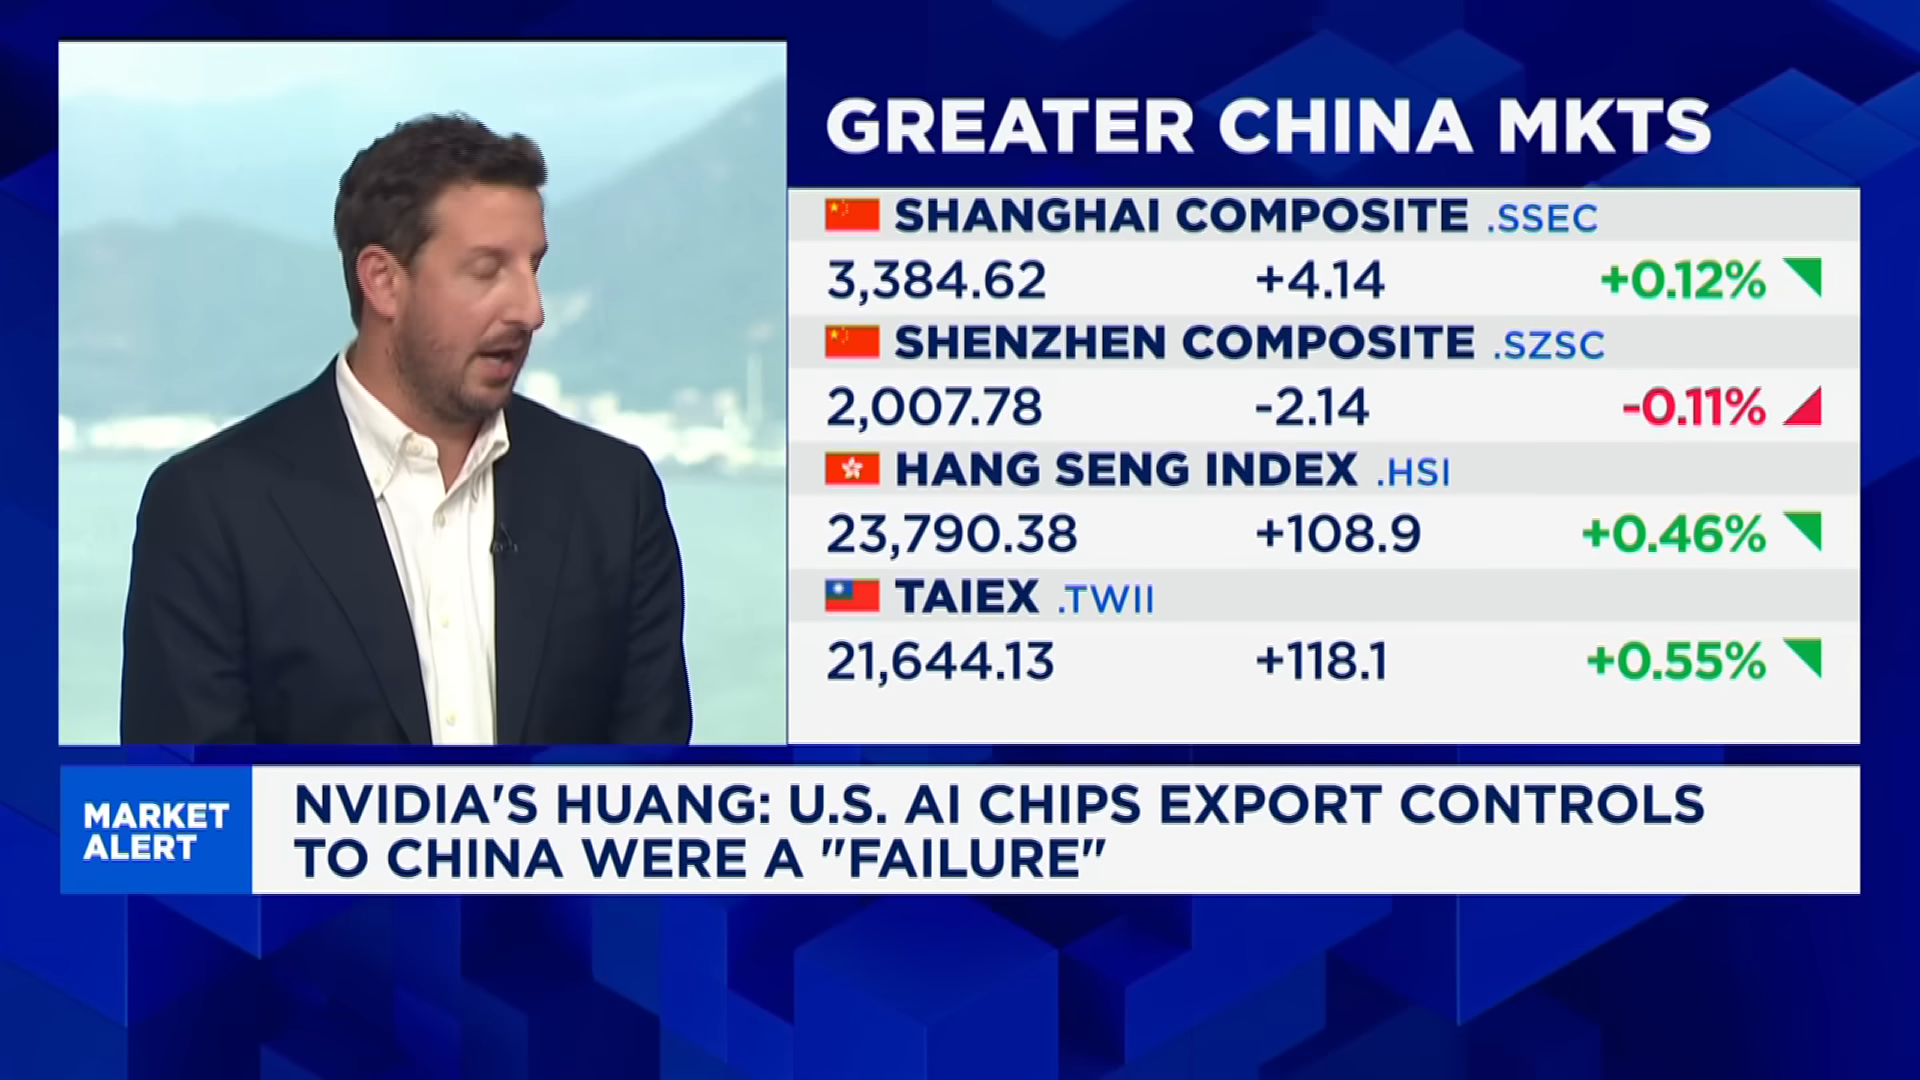 GREATER CHINA MKTS
SHANGHAI COMPOSITE .SSEC
3,384.62 +4.14 +0.12%
SHENZHEN COMPOSITE .SZSC
2,007.78 -2.14 -0.11%
HANG SENG INDEX .HSI
23,790.38 +108.9 +0.46%
TAIEX .TWII
21,644.13 +118.1 +0.55%
MARKET
ALERT
NVIDIA'S HUANG: U.S. AI CHIPS EXPORT CONTROLS
TO CHINA WERE A "FAILURE"